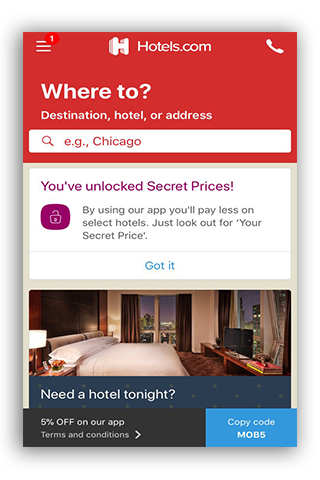 1
Hotels.com
Where to?
Destination, hotel, or address
e.g., Chicago
You've unlocked Secret Prices!
By using our app you'll pay less on
select hotels. Just look out for 'Your
Secret Price'.
Got it
Need a hotel tonight?
5% OFF on our app
Terms and conditions
Copy code
MOB5